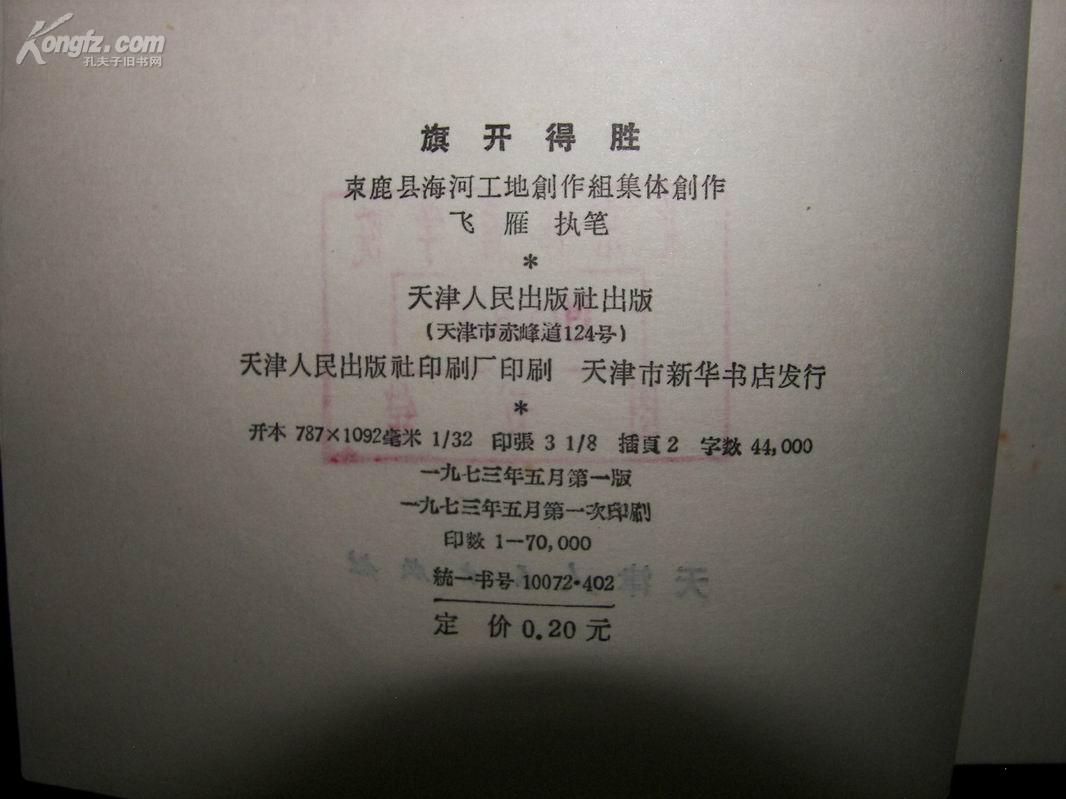 Kongfz.com
孔夫子旧书网
旗开得胜
束鹿县海河工地創作組集体創作
飞雁 执笔
*
天津人民出版社出版
(天津市赤峰道124号)
天津人民出版社印刷厂印刷 天津市新华书店发行
*
开本 787×1092毫米 1/32 印張 3 1/8 插頁 2 字数 44,000
一九七三年五月第一版
一九七三年五月第一次印刷
印数 1—70,000
統一书号 10072·402
定价 0.20 元